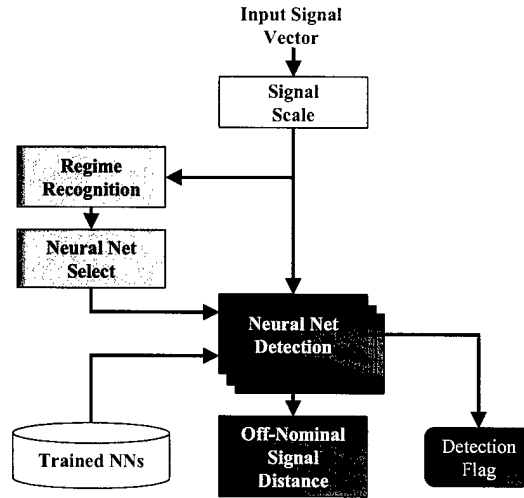 Input Signal
Vector
Signal
Scale
Regime
Recognition
Neural Net
Select
Neural Net
Detection
Trained NNs
Off-Nominal
Signal
Distance
Detection
Flag